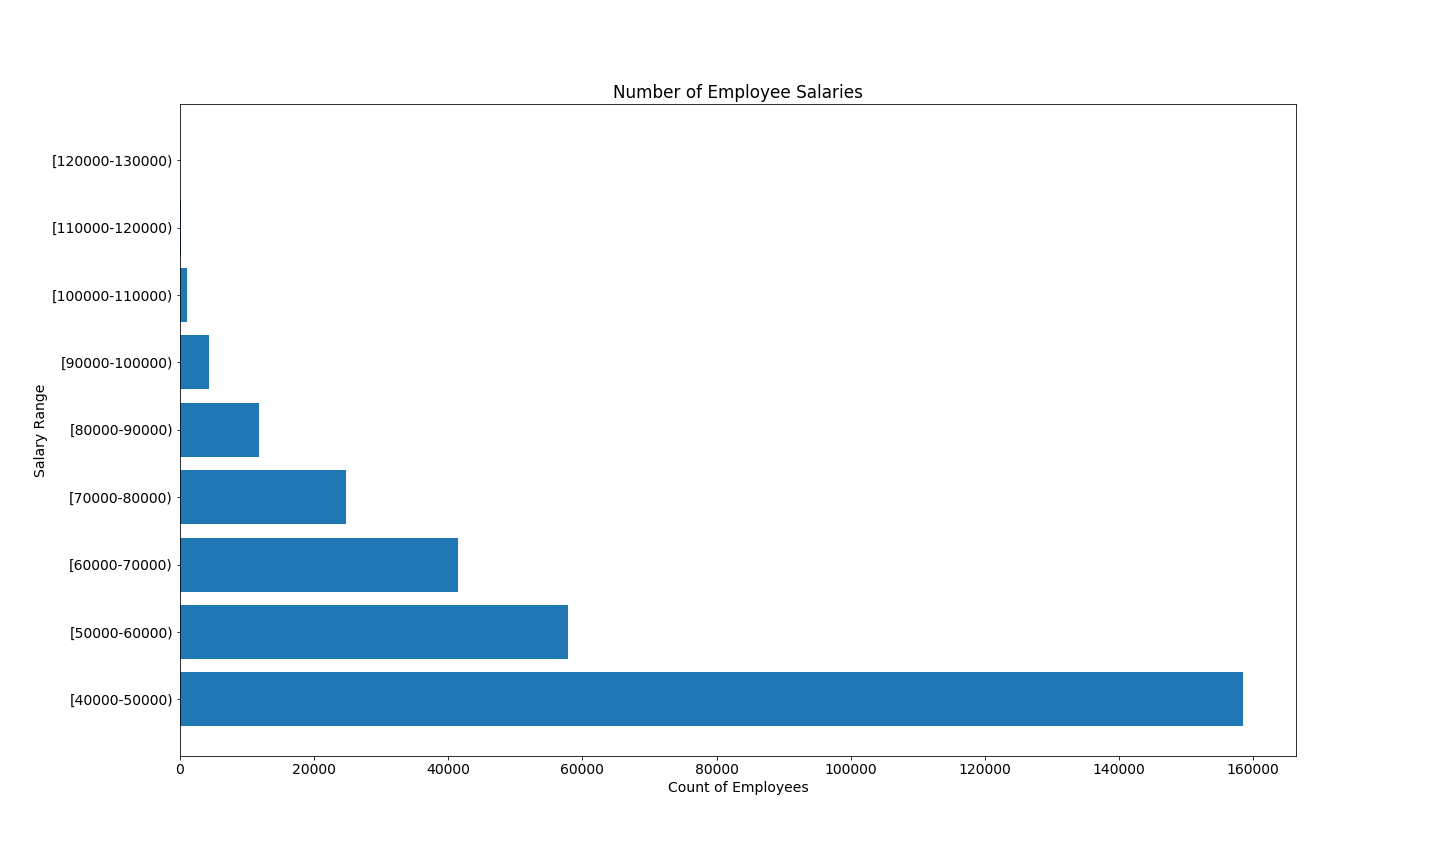 Number of Employee Salaries
[120000-130000)
[110000-120000)
[100000-110000)
[90000-100000)
[80000-90000)
[70000-80000)
[60000-70000)
[50000-60000)
[40000-50000)
Salary Range
0 20000 40000 60000 80000 100000 120000 140000 160000
Count of Employees